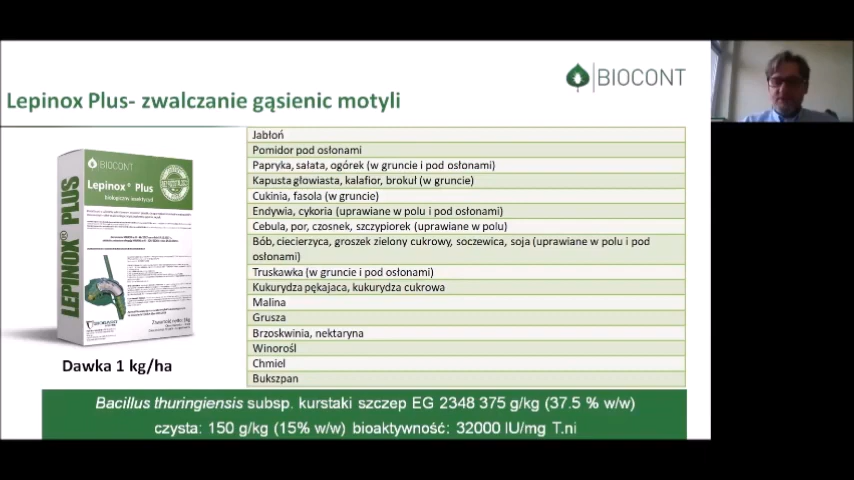 BIOCONT
Lepinox Plus- zwalczanie gąsienic motyli
Jabłoń
Pomidor pod osłonami
Papryka, sałata, ogórek (w gruncie i pod osłonami)
Kapusta głowiasta, kalafior, brokuł (w gruncie)
Cukinia, fasola (w gruncie)
Endywia, cykoria (uprawiane w polu i pod osłonami)
Cebula, por, czosnek, szczypiorek (uprawiane w polu)
Bób, ciecierzyca, groszek zielony cukrowy, soczewica, soja (uprawiane w polu i pod
osłonami)
Truskawka (w gruncie i pod osłonami)
Kukurydza pękajaca, kukurydza cukrowa
Malina
Grusza
Brzoskwinia, nektaryna
Winorośl
Chmiel
Bukszpan
BIOCONT
Lepinox® Plus
biologiczny insektycyd
LEPINOX® PLUS
Dawka 1 kg/ha
Bacillus thuringiensis subsp. kurstaki szczep EG 2348 375 g/kg (37.5 % w/w)
czysta: 150 g/kg (15% w/w) bioaktywność: 32000 IU/mg T.ni